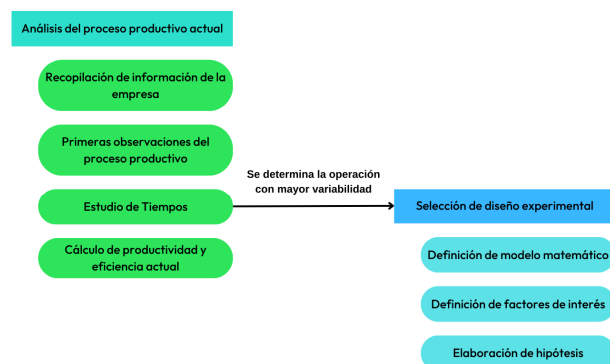 Análisis del proceso productivo actual
Recopilación de información de la
empresa
Primeras observaciones del
proceso productivo
Estudio de Tiempos
Cálculo de productividad y
eficiencia actual
Se determina la operación
con mayor variabilidad
Selección de diseño experimental
Definición de modelo matemático
Definición de factores de interés
Elaboración de hipótesis